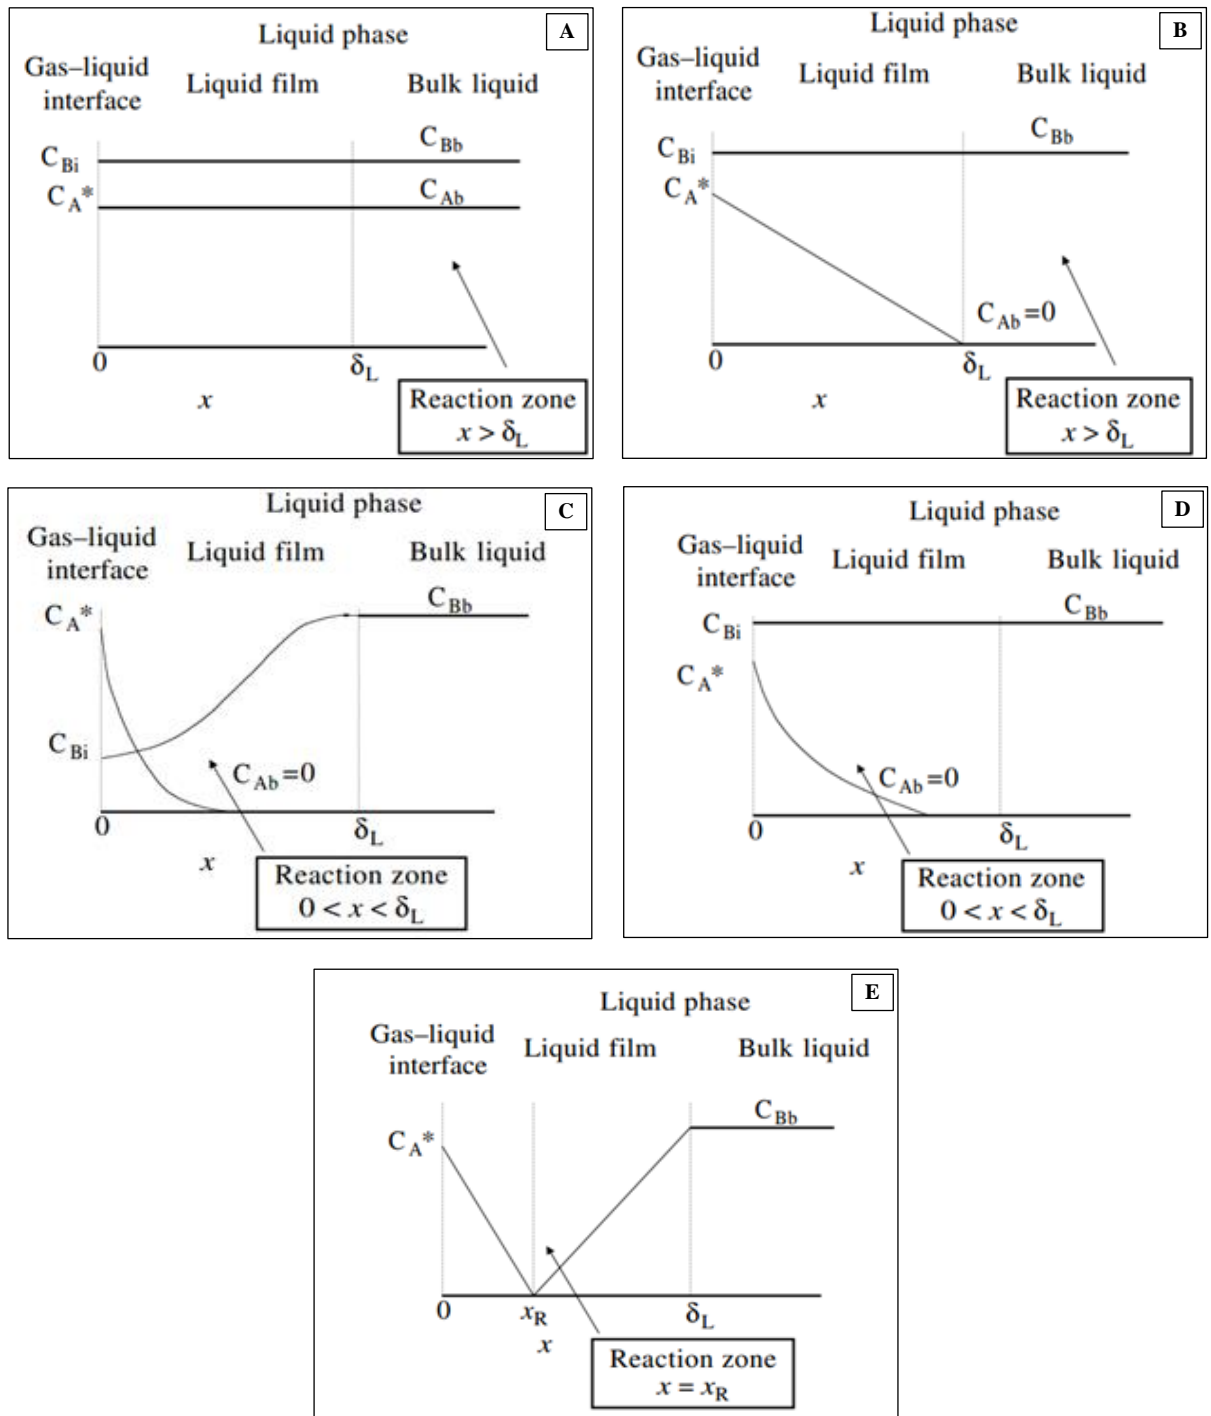 A
Liquid phase
Gas–liquid
interface
Liquid film
Bulk liquid
C_Bi
C_Bb
C_A*
C_Ab
0
δ_L
x
Reaction zone
x > δ_L
B
Liquid phase
Gas–liquid
interface
Liquid film
Bulk liquid
C_Bi
C_Bb
C_A*
C_Ab=0
0
δ_L
x
Reaction zone
x > δ_L
C
Liquid phase
Gas–liquid
interface
Liquid film
Bulk liquid
C_A*
C_Bb
C_Bi
C_Ab=0
0
δ_L
x
Reaction zone
0 < x < δ_L
D
Liquid phase
Gas–liquid
interface
Liquid film
Bulk liquid
C_Bi
C_Bb
C_A*
C_Ab=0
0
δ_L
x
Reaction zone
0 < x < δ_L
E
Liquid phase
Gas–liquid
interface
Liquid film
Bulk liquid
C_A*
C_Bb
0
x_R
δ_L
x
Reaction zone
x = x_R